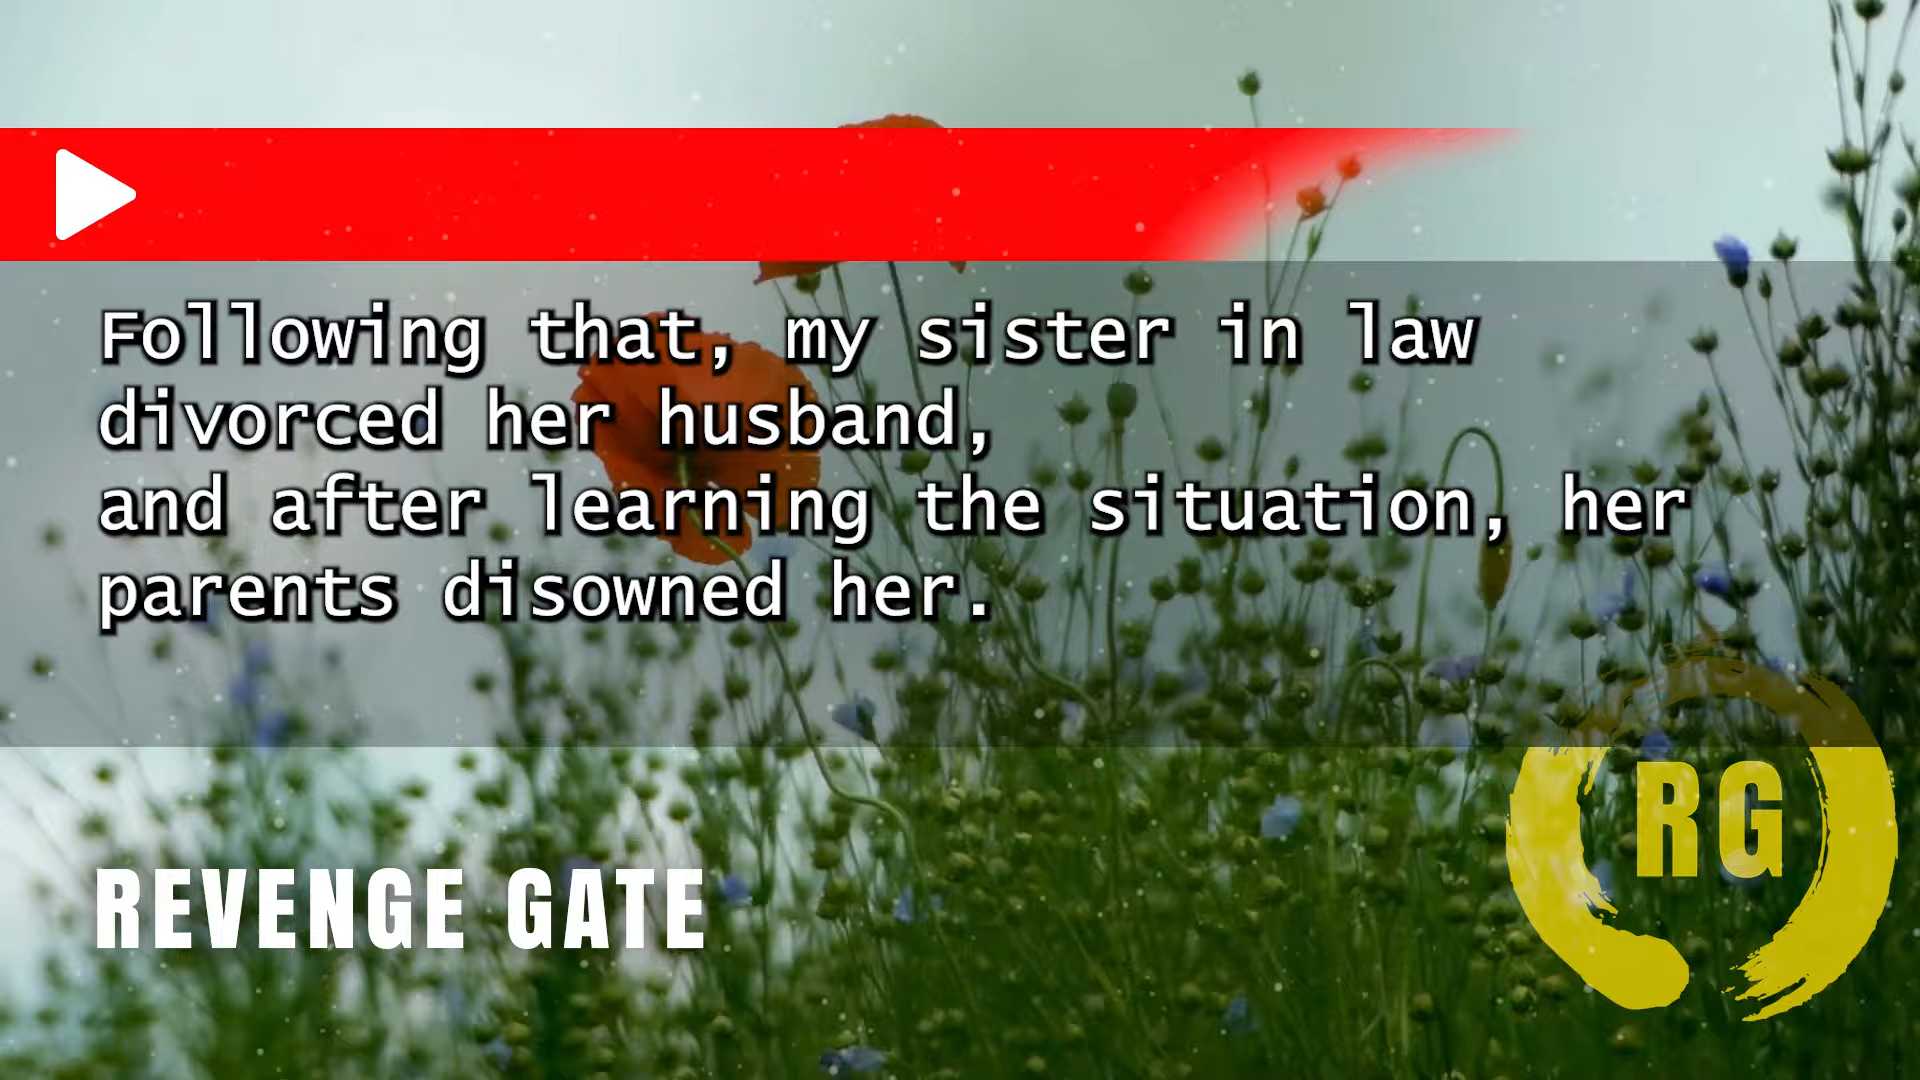 Following that, my sister in law
divorced her husband,
and after learning the situation, her
parents disowned her.
REVENGE GATE
RG